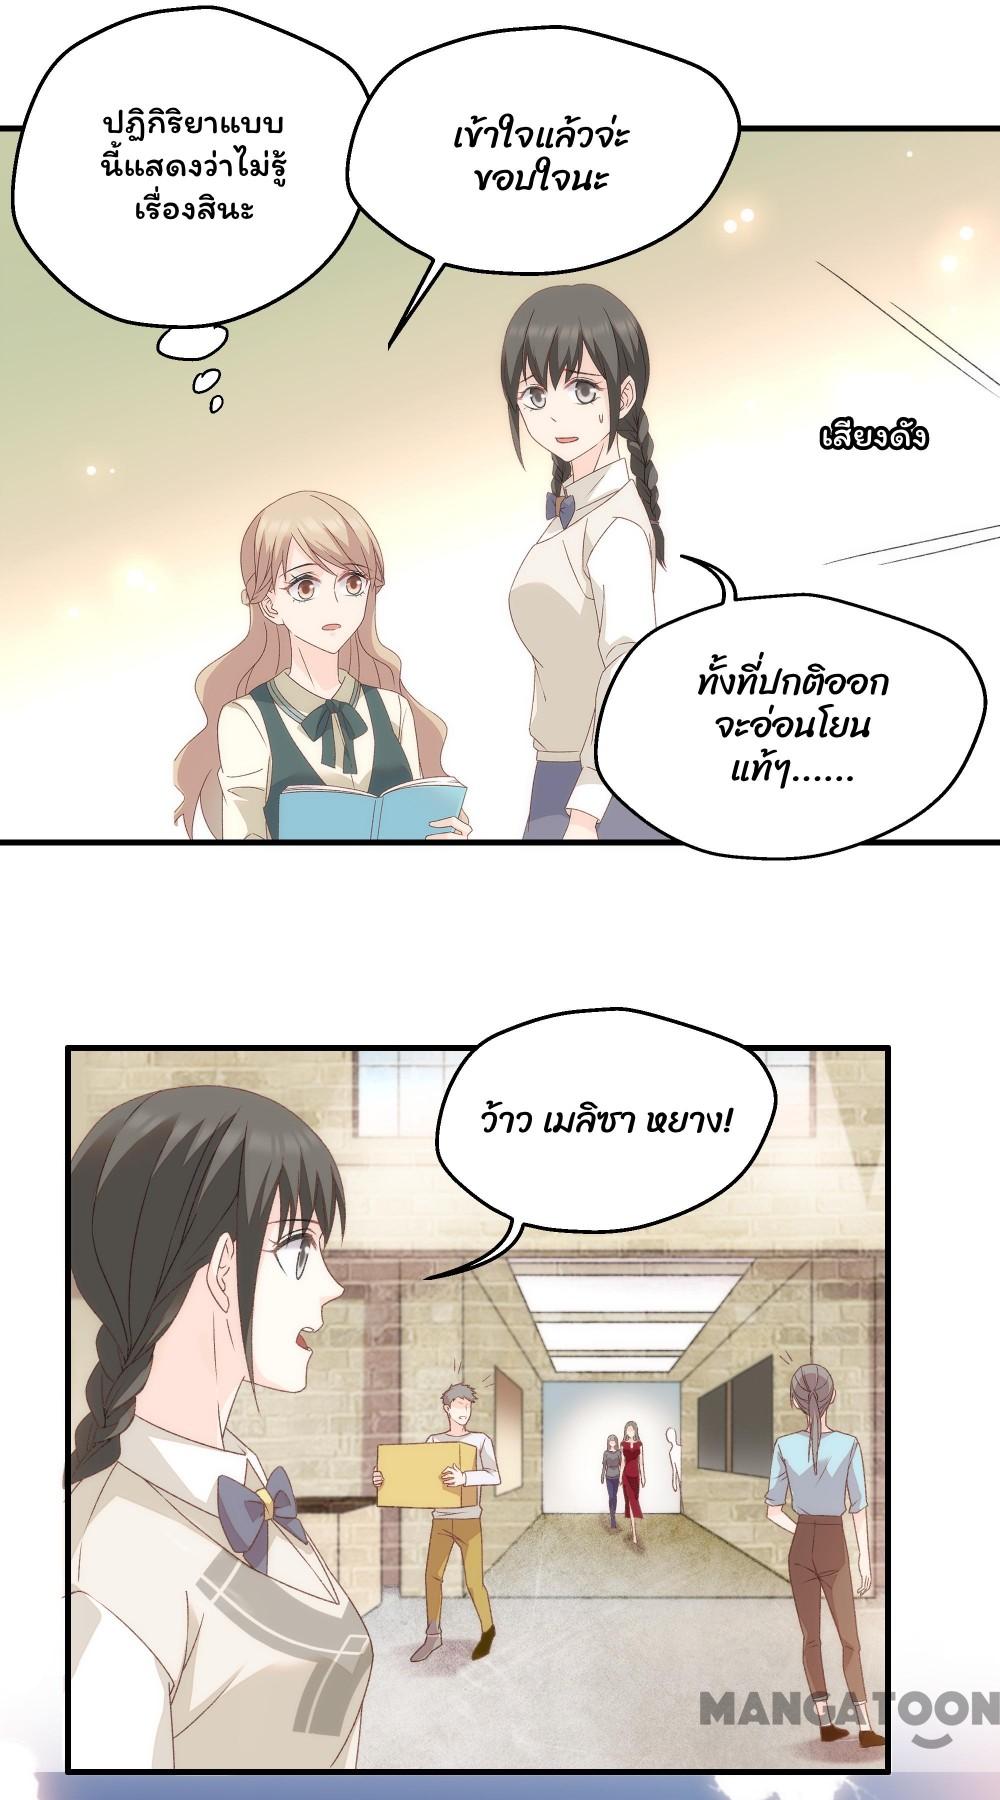 ปฏิกิริยาแบบ
นี้แสดงว่าไม่รู้
เรื่องสินะ
เข้าใจแล้วจ่ะ
ขอบใจนะ
เสียงดัง
ทั้งที่ปกติออก
จะอ่อนโยน
แท้ๆ......
ว้าว เมลิซา หยาง!
MANGATOON